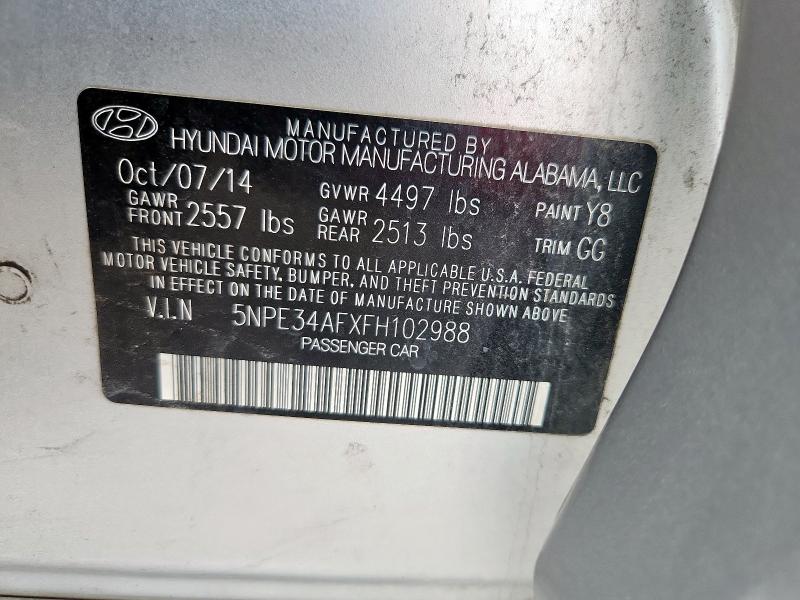 MANUFACTURED BY
HYUNDAI MOTOR MANUFACTURING ALABAMA, LLC
Oct/07/14 GVWR 4497 lbs PAINT Y8
GAWR FRONT 2557 lbs GAWR REAR 2513 lbs TRIM GG
THIS VEHICLE CONFORMS TO ALL APPLICABLE U.S.A. FEDERAL
MOTOR VEHICLE SAFETY, BUMPER, AND THEFT PREVENTION STANDARDS
IN EFFECT ON THE DATE OF MANUFACTURE SHOWN ABOVE.
V.I.N 5NPE34AFXFH102988
PASSENGER CAR